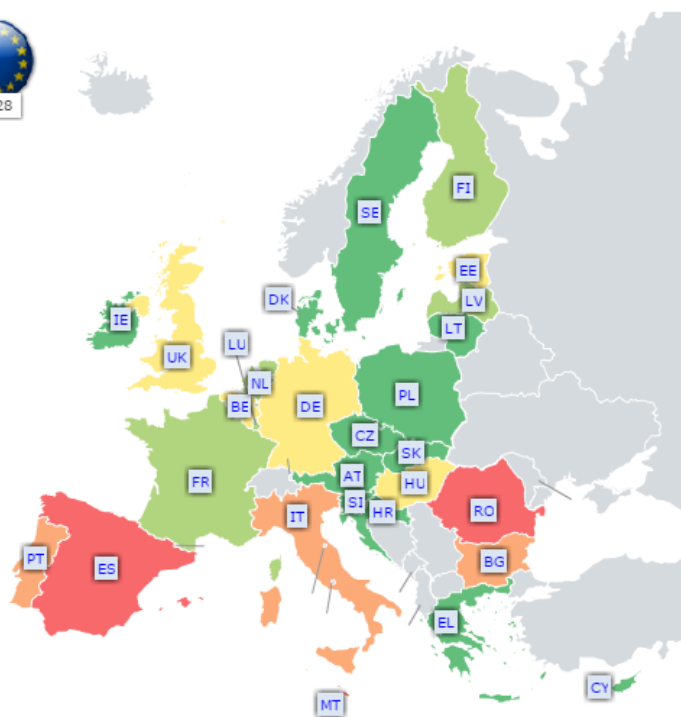 28
SE
FI
EE
DK
LV
IE
LT
LU
UK
NL
PL
BE
DE
CZ
SK
AT
FR
HU
SI
RO
HR
IT
PT
BG
ES
EL
CY
MT